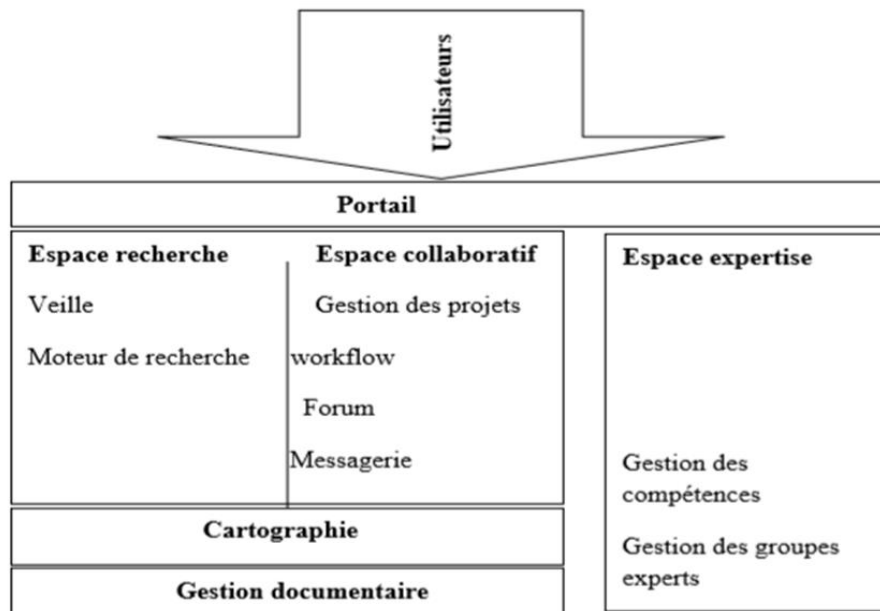 Utilisateurs
Portail
Espace recherche
Veille
Moteur de recherche
Espace collaboratif
Gestion des projets
workflow
Forum
Messagerie
Espace expertise
Gestion des
compétences
Gestion des groupes
experts
Cartographie
Gestion documentaire